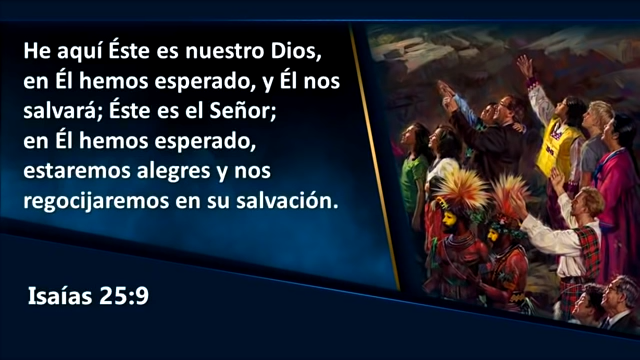 He aquí Éste es nuestro Dios,
en Él hemos esperado, y Él nos
salvará; Éste es el Señor;
en Él hemos esperado,
estaremos alegres y nos
regocijaremos en su salvación.
Isaías 25:9